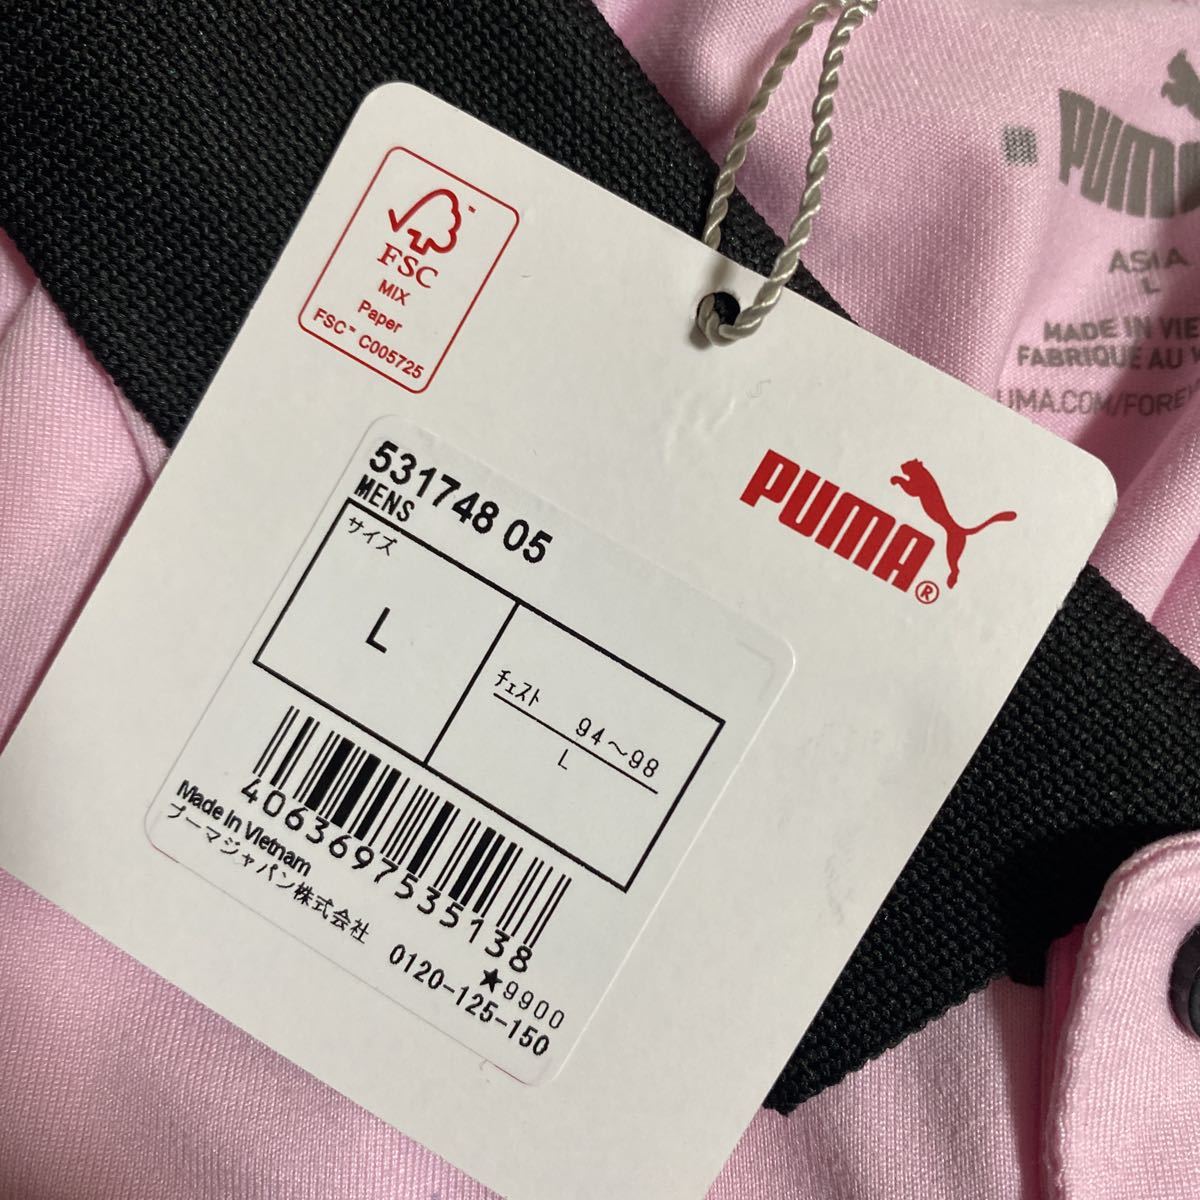 FSC™
MIX
Paper
FSC™ C005725
PUMA®
531748 05
MENS
サイズ
L
チェスト 94〜98
L
4063697535138
Made in Vietnam ★9900
プーマジャパン株式会社 0120-125-150
PUMA
ASIA
L
MADE IN VIE
FABRIQUE AU V
UMA.COM/FORE